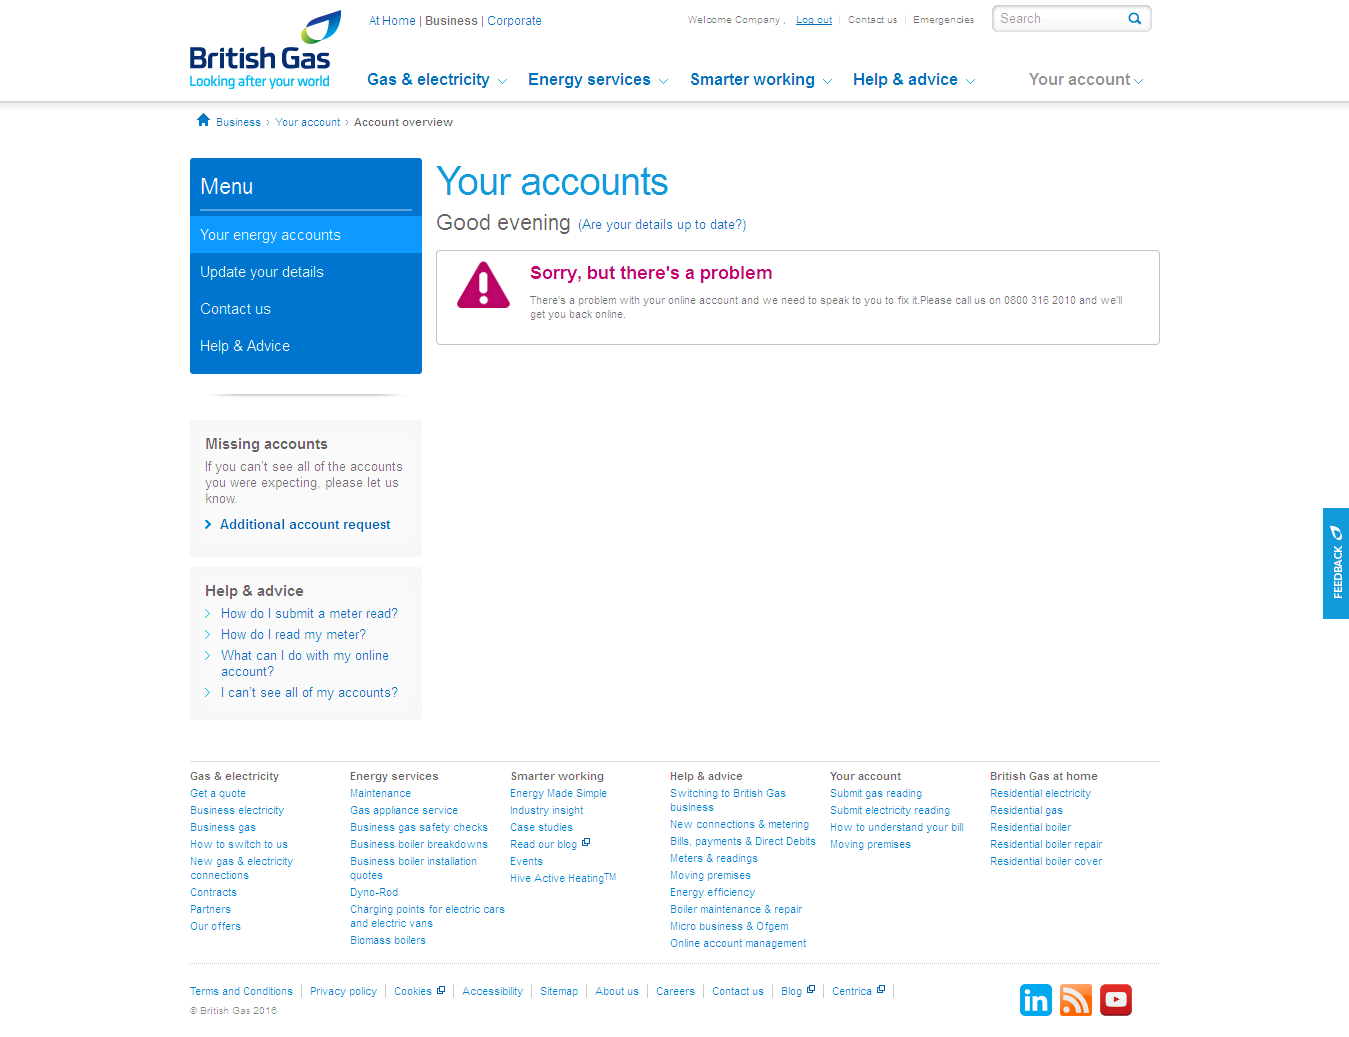 British Gas
Looking after your world
At Home | Business | Corporate
Welcome Company , Log out Contact us Emergencies
Search
Gas & electricity Energy services Smarter working Help & advice Your account
Business › Your account › Account overview
Menu
Your energy accounts
Update your details
Contact us
Help & Advice
Your accounts
Good evening (Are your details up to date?)
Sorry, but there's a problem
There's a problem with your online account and we need to speak to you to fix it.Please call us on 0800 316 2010 and we'll
get you back online.
Missing accounts
If you can't see all of the accounts
you were expecting, please let us
know.
Additional account request
Help & advice
How do I submit a meter read?
How do I read my meter?
What can I do with my online
account?
I can't see all of my accounts?
FEEDBACK
Gas & electricity
Get a quote
Business electricity
Business gas
How to switch to us
New gas & electricity
connections
Contracts
Partners
Our offers
Energy services
Maintenance
Gas appliance service
Business gas safety checks
Business boiler breakdowns
Business boiler installation
quotes
Dyno-Rod
Charging points for electric cars
and electric vans
Biomass boilers
Smarter working
Energy Made Simple
Industry insight
Case studies
Read our blog
Events
Hive Active Heating™
Help & advice
Switching to British Gas
business
New connections & metering
Bills, payments & Direct Debits
Meters & readings
Moving premises
Energy efficiency
Boiler maintenance & repair
Micro business & Ofgem
Online account management
Your account
Submit gas reading
Submit electricity reading
How to understand your bill
Moving premises
British Gas at home
Residential electricity
Residential gas
Residential boiler
Residential boiler repair
Residential boiler cover
Terms and Conditions Privacy policy Cookies Accessibility Sitemap About us Careers Contact us Blog Centrica
© British Gas 2016
in